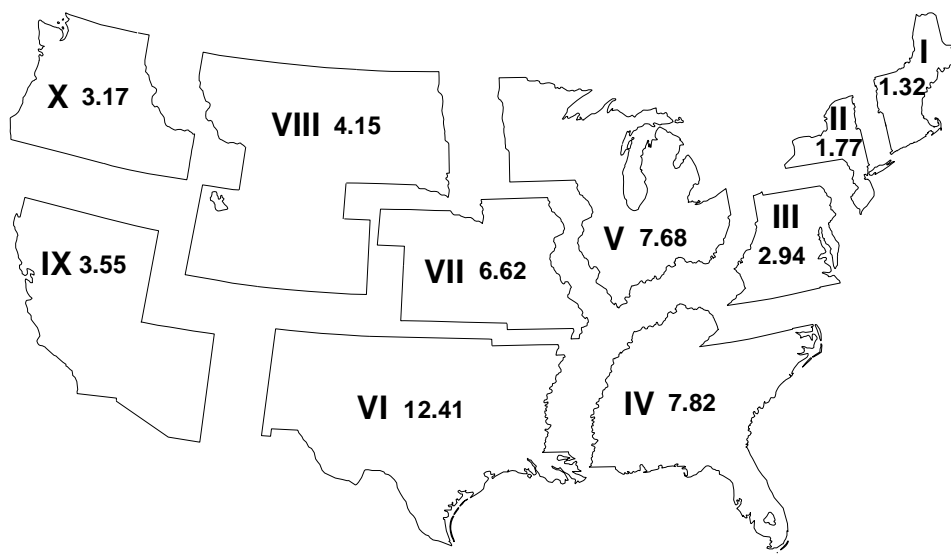 I
1.32
X 3.17
VIII 4.15
II
1.77
III
2.94
V 7.68
IX 3.55
VII 6.62
VI 12.41
IV 7.82